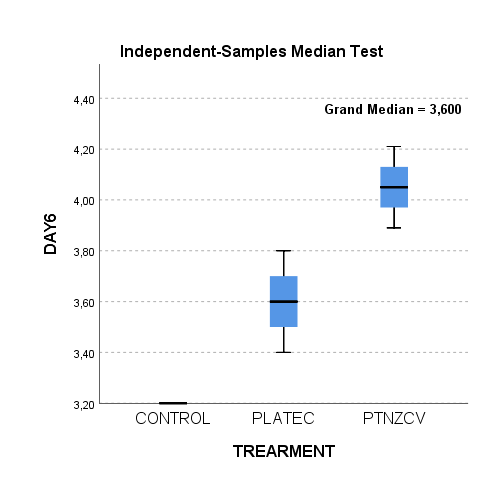 Independent-Samples Median Test
Grand Median = 3,600
4,40
4,20
4,00
3,80
3,60
3,40
3,20
DAY6
CONTROL PLATEC PTNZCV
TREARMENT